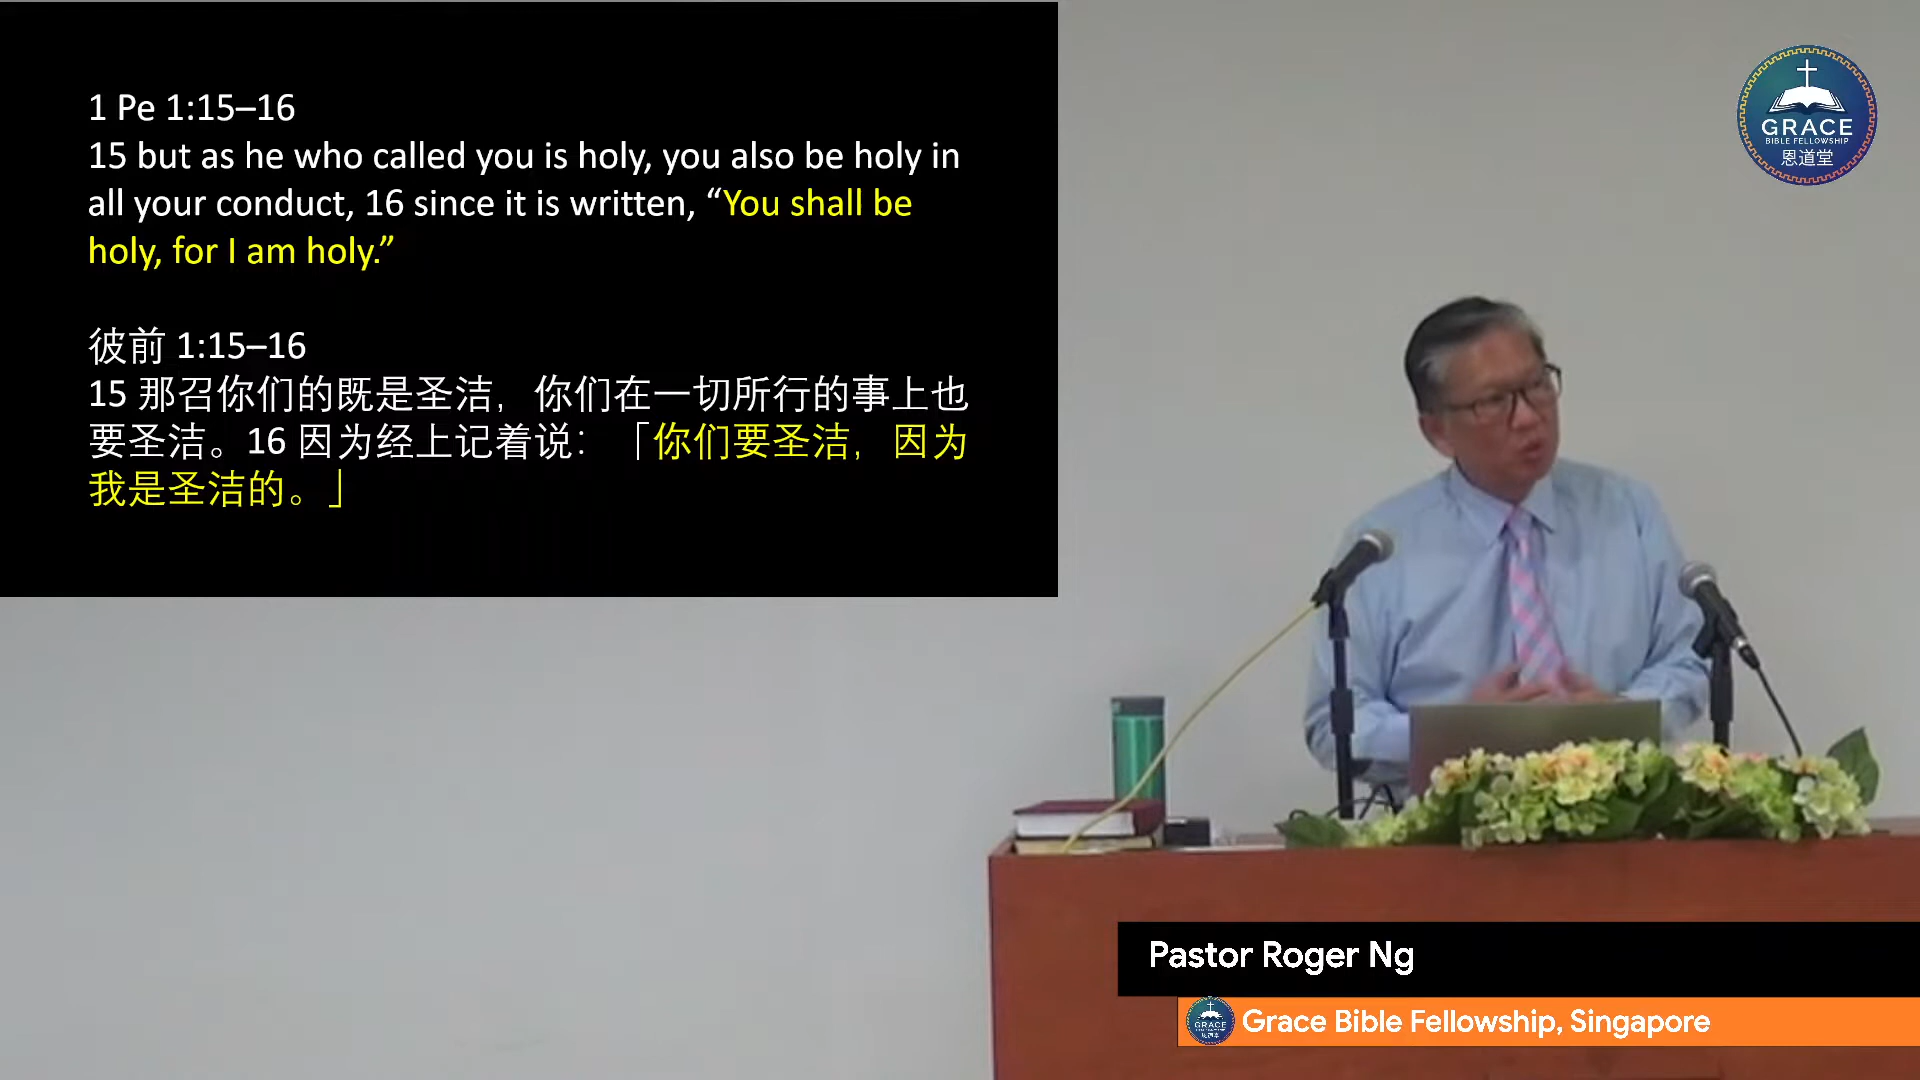 1 Pe 1:15–16
15 but as he who called you is holy, you also be holy in
all your conduct, 16 since it is written, “You shall be
holy, for I am holy.”
彼前 1:15–16
15 那召你们的既是圣洁，你们在一切所行的事上也
要圣洁。16 因为经上记着说：「你们要圣洁，因为
我是圣洁的。」
GRACE
BIBLE FELLOWSHIP
恩道堂
Pastor Roger Ng
GRACE
恩道堂
Grace Bible Fellowship, Singapore